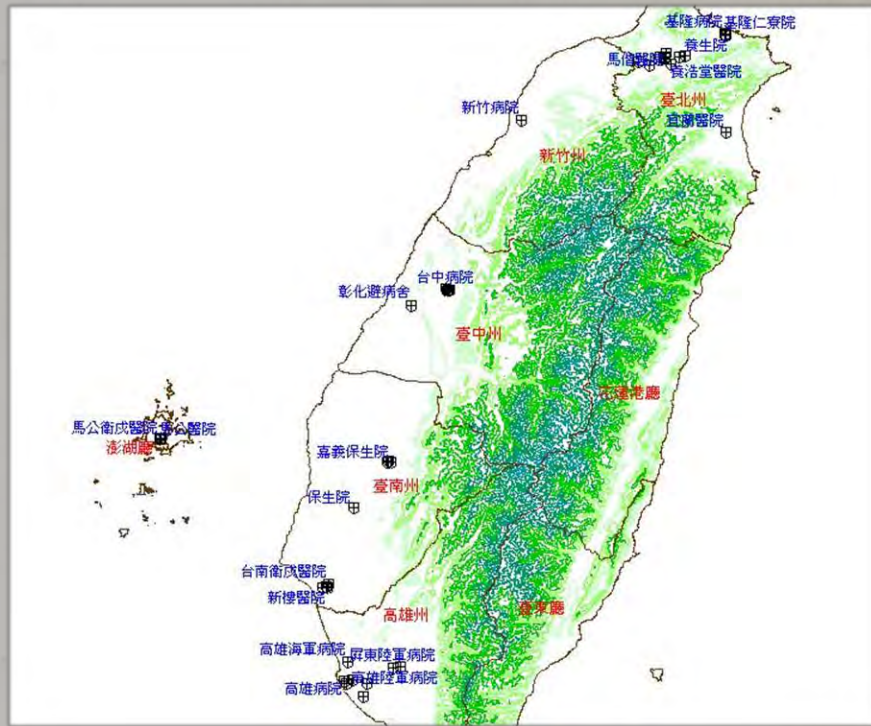 基隆病院
基隆仁寮院
養生院
馬偕醫院
養浩堂醫院
臺北州
新竹病院
宜蘭醫院
新竹州
台中病院
彰化避病舍
臺中州
花蓮港廳
馬公衛戍醫院
馬公醫院
澎湖廳
嘉義保生院
臺南州
保生院
台南衛戍醫院
新樓醫院
高雄州
臺東廳
高雄海軍病院
屏東陸軍病院
高雄陸軍病院
高雄病院